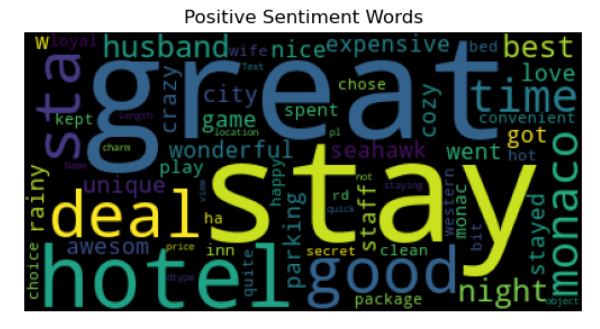 Positive Sentiment Words
W loyal husband wife nice expensive bed best
sta great Text crazy city chose cozy love time
kept Length game spent convenient
charm location pl seahawk went got hot
Name wonderful not
rainy unique play happy view staying monaco
deal stay
awesom ha rd staff western monac stayed
choice price inn parking quick bit
hotel dtype quite secret clean good night
package object